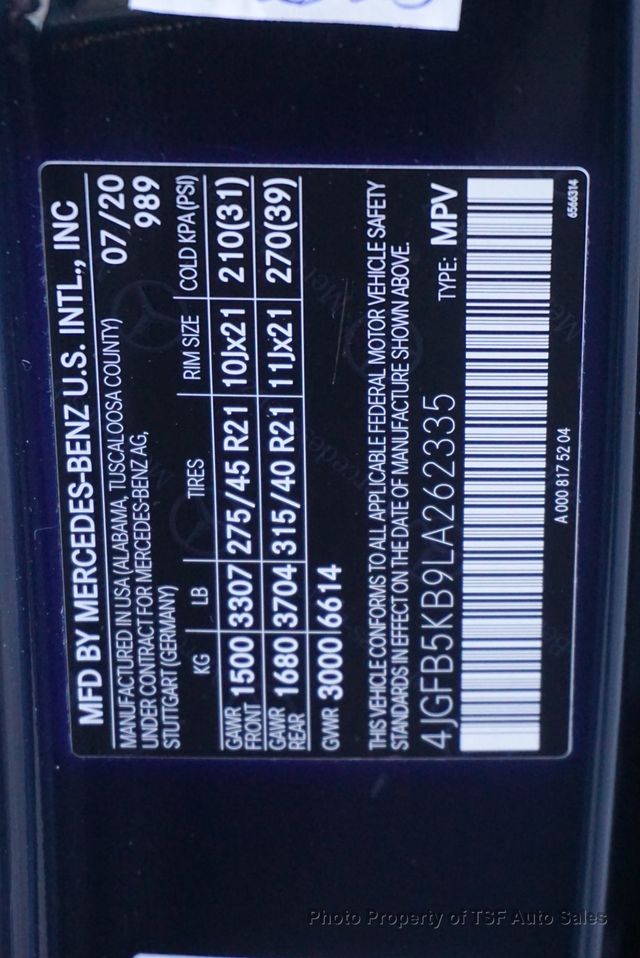 MFD BY MERCEDES-BENZ U.S. INTL., INC
MANUFACTURED IN USA (ALABAMA, TUSCALOOSA COUNTY) 07/20
UNDER CONTRACT FOR MERCEDES-BENZ AG, 989
STUTTGART (GERMANY)
KG LB TIRES RIM SIZE COLD KPA (PSI)
GAWR FRONT 1500 3307 275/45 R21 10Jx21 210(31)
GAWR REAR 1680 3704 315/40 R21 11Jx21 270(39)
GVWR 3000 6614
THIS VEHICLE CONFORMS TO ALL APPLICABLE FEDERAL MOTOR VEHICLE SAFETY
STANDARDS IN EFFECT ON THE DATE OF MANUFACTURE SHOWN ABOVE.
4JGFB5KB9LA262335 TYPE: MPV
A 000 817 52 04 6566314
Photo Property of TSF Auto Sales